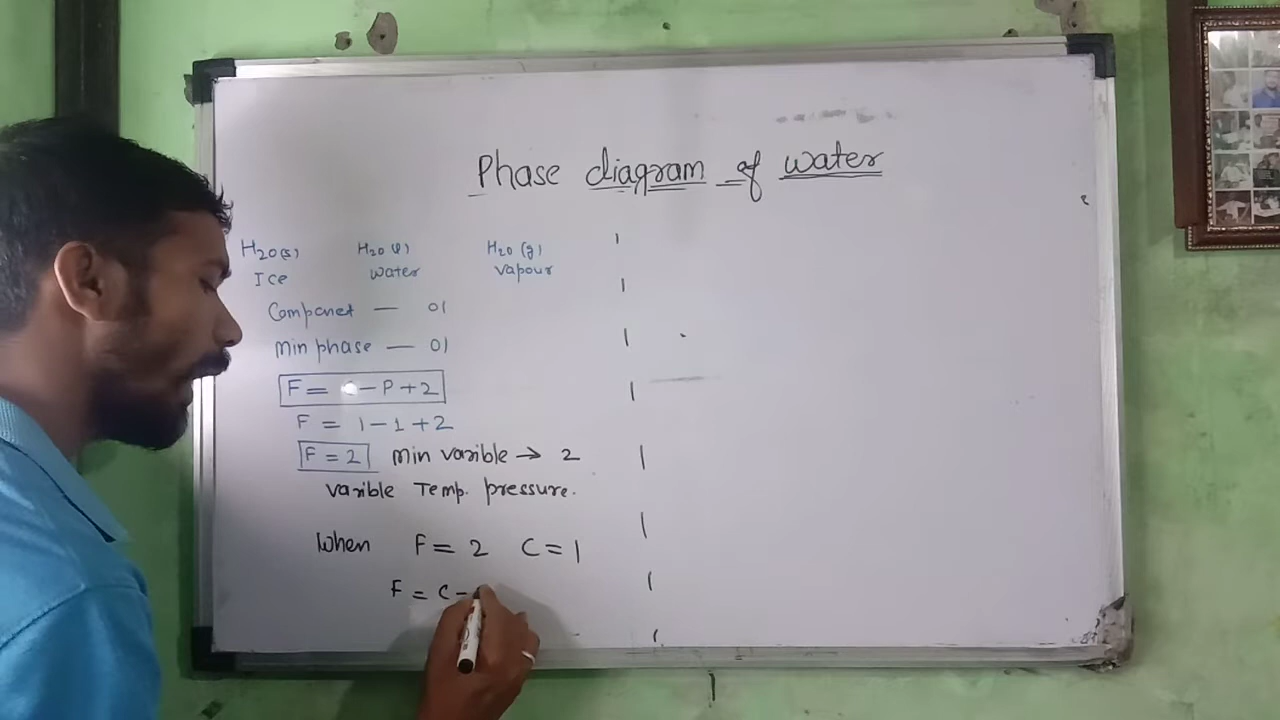 Phase diagram of water
H2O(s) H2O(l) H2O(g)
Ice water vapour
Componet — 01
min phase — 01
F = C – P + 2
F = 1 – 1 + 2
F = 2 min varible → 2
varible Temp. pressure.
When F = 2 C = 1
F = C –